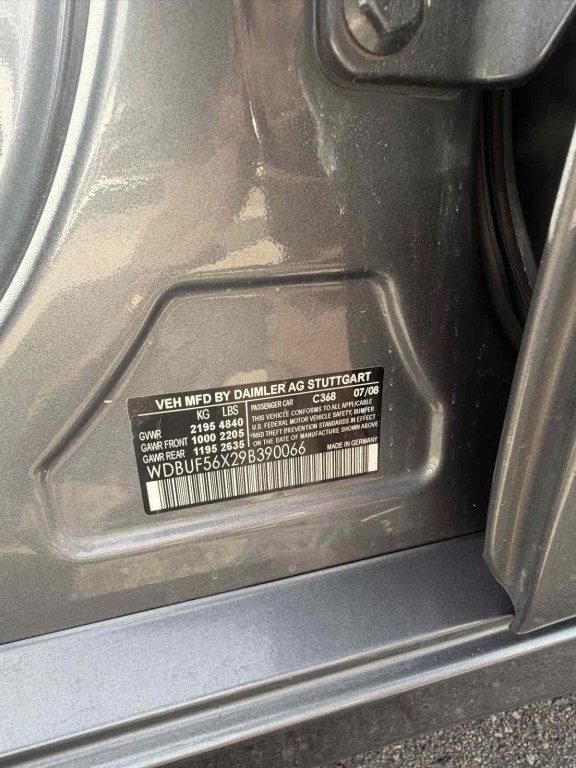 VEH MFD BY DAIMLER AG STUTTGART
KG LBS PASSENGER CAR C368 07/08
GVWR 2195 4840
GAWR FRONT 1000 2205
GAWR REAR 1195 2635
THIS VEHICLE CONFORMS TO ALL APPLICABLE
U.S. FEDERAL MOTOR VEHICLE SAFETY, BUMPER
AND THEFT PREVENTION STANDARDS IN EFFECT
ON THE DATE OF MANUFACTURE SHOWN ABOVE.
WDBUF56X29B390066 MADE IN GERMANY